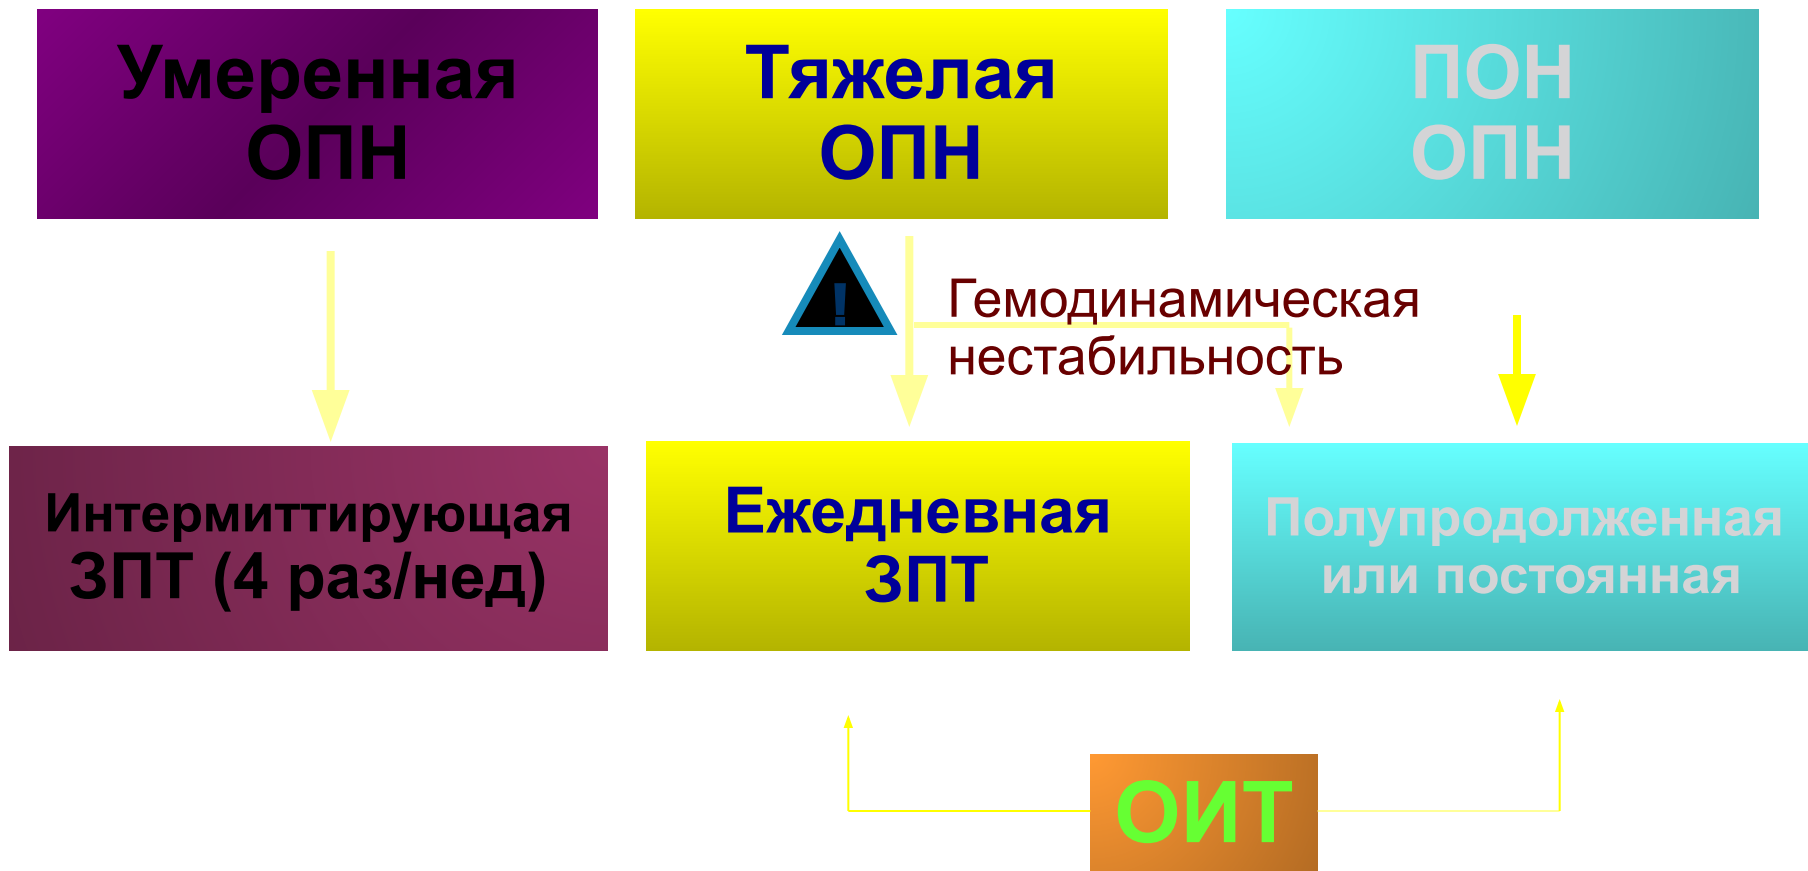 Умеренная
ОПН
Тяжелая
ОПН
ПОН
ОПН
!
Гемодинамическая
нестабильность
Интермиттирующая
ЗПТ (4 раз/нед)
Ежедневная
ЗПТ
Полупродолженная
или постоянная
ОИТ